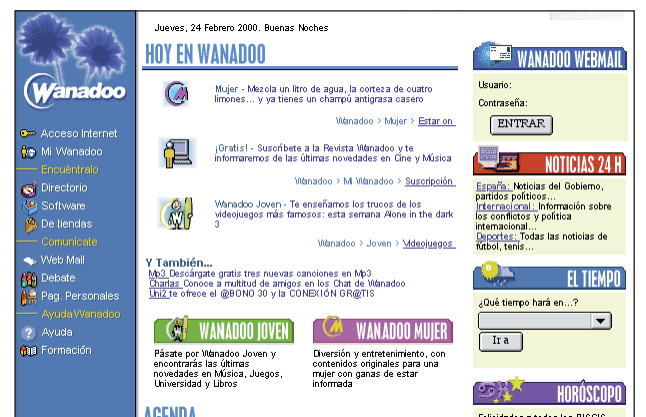 Jueves, 24 Febrero 2000. Buenas Noches
Wanadoo
Acceso Internet
Mi Wanadoo
Encuéntralo
Directorio
Software
De tiendas
Comunícate
Web Mail
Debate
Pag. Personales
Ayuda Wanadoo
Ayuda
Formación
HOY EN WANADOO
Mujer - Mezcla un litro de agua, la corteza de cuatro
limones... y ya tienes un champú antigrasa casero
Wanadoo > Mujer > Estar on
¡Gratis! - Suscríbete a la Revista Wanadoo y te
informaremos de las últimas novedades en Cine y Música
Wanadoo > Mi Wanadoo > Suscripción
Wanadoo Joven - Te enseñamos los trucos de los
videojuegos más famosos: esta semana Alone in the dark
3
Wanadoo > Joven > Videojuegos
Y También...
Mp3 Descárgate gratis tres nuevas canciones en Mp3
Charlas Conoce a multitud de amigos en los Chat de Wanadoo
Uni2 te ofrece el @BONO 30 y la CONEXIÓN GR@TIS
WANADOO JOVEN
Pásate por Wanadoo Joven y
encontrarás las últimas
novedades en Música, Juegos,
Universidad y Libros
WANADOO MUJER
Diversión y entretenimiento, con
contenidos originales para una
mujer con ganas de estar
informada
AGENDA
WANADOO WEBMAIL
Usuario:
Contraseña:
ENTRAR
NOTICIAS 24 H
España: Noticias del Gobierno,
partidos políticos...
Internacional: Información sobre
los conflictos y política
internacional...
Deportes: Todas las noticias de
fútbol, tenis...
EL TIEMPO
¿Qué tiempo hará en...?
Ir a
HORÓSCOPO
Felicidades a todos los PISCIS